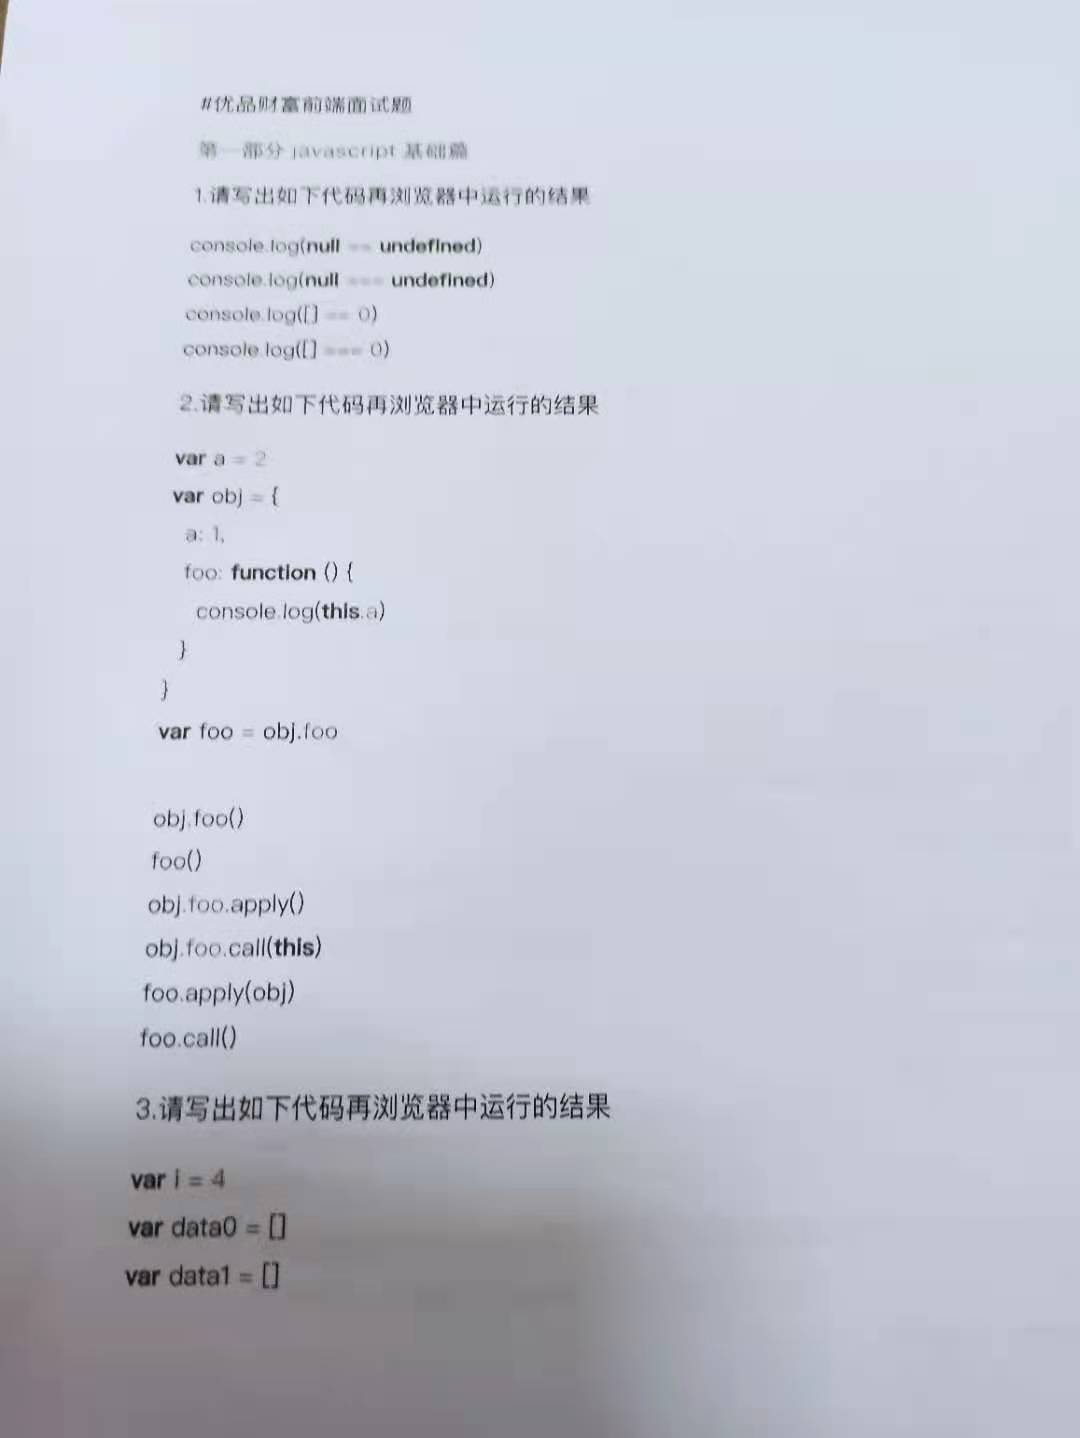 #优品财富前端面试题
第一部分 javascript 基础篇
1.请写出如下代码再浏览器中运行的结果
console.log(null == undefined)
console.log(null === undefined)
console.log([] == 0)
console.log([] === 0)
2.请写出如下代码再浏览器中运行的结果
var a = 2
var obj = {
a: 1,
foo: function () {
console.log(this.a)
}
}
var foo = obj.foo
obj.foo()
foo()
obj.foo.apply()
obj.foo.call(this)
foo.apply(obj)
foo.call()
3.请写出如下代码再浏览器中运行的结果
var i = 4
var data0 = []
var data1 = []